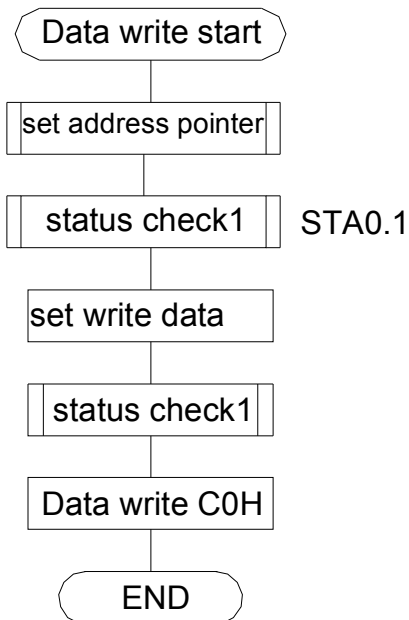 Data write start
set address pointer
status check1
STA0.1
set write data
status check1
Data write C0H
END